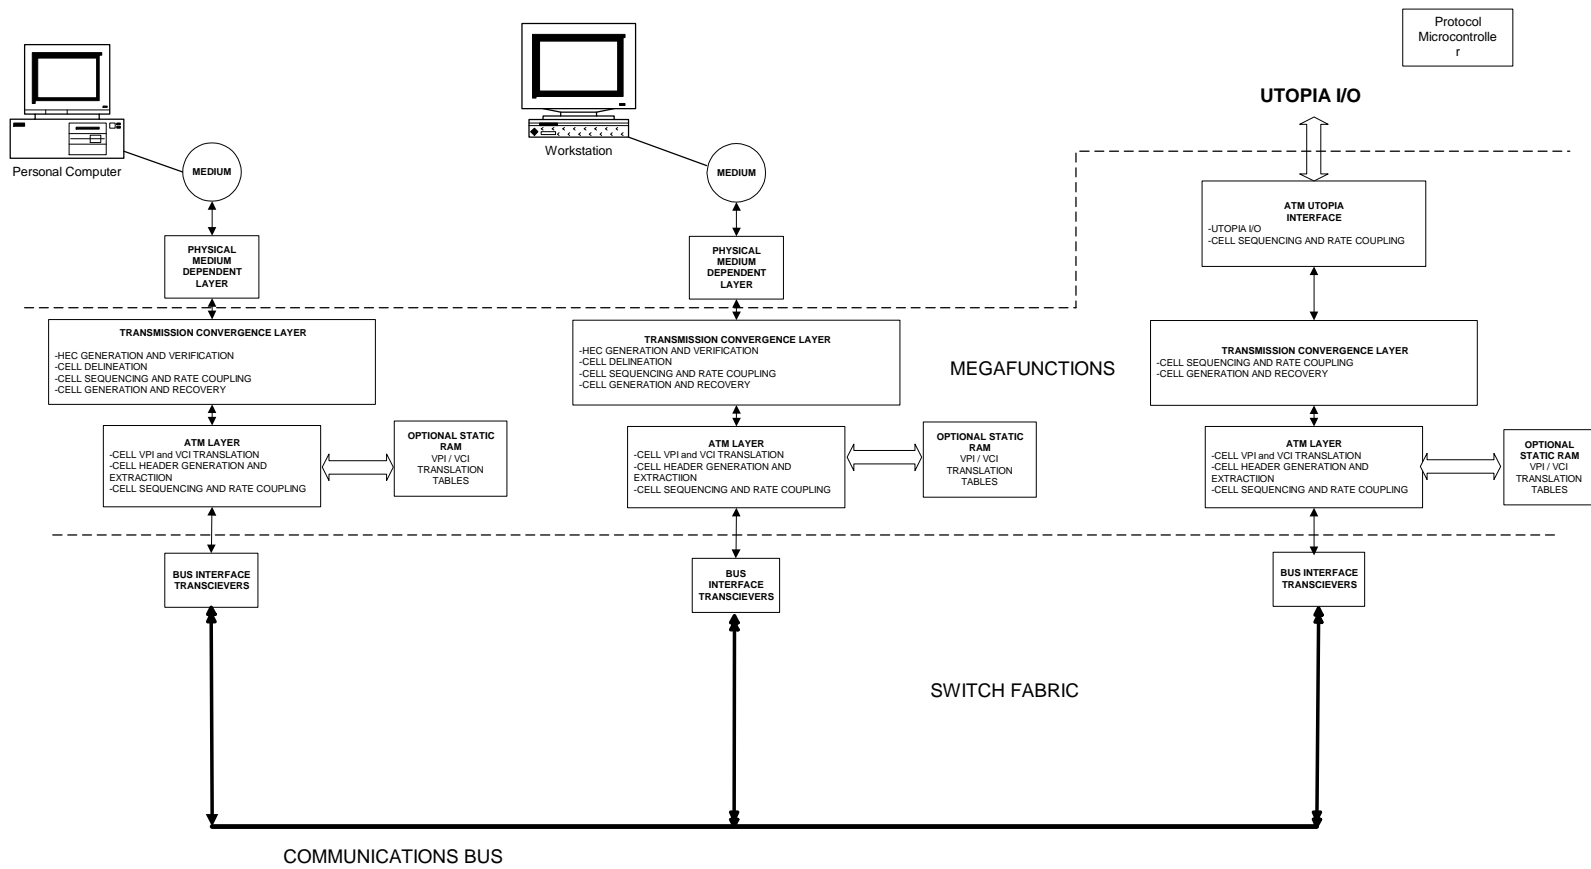 Protocol
Microcontrolle
r
UTOPIA I/O
Personal Computer
MEDIUM
Workstation
MEDIUM
PHYSICAL
MEDIUM
DEPENDENT
LAYER
PHYSICAL
MEDIUM
DEPENDENT
LAYER
ATM UTOPIA
INTERFACE
-UTOPIA I/O
-CELL SEQUENCING AND RATE COUPLING
TRANSMISSION CONVERGENCE LAYER
-HEC GENERATION AND VERIFICATION
-CELL DELINEATION
-CELL SEQUENCING AND RATE COUPLING
-CELL GENERATION AND RECOVERY
TRANSMISSION CONVERGENCE LAYER
-HEC GENERATION AND VERIFICATION
-CELL DELINEATION
-CELL SEQUENCING AND RATE COUPLING
-CELL GENERATION AND RECOVERY
MEGAFUNCTIONS
TRANSMISSION CONVERGENCE LAYER
-CELL SEQUENCING AND RATE COUPLING
-CELL GENERATION AND RECOVERY
ATM LAYER
-CELL VPI and VCI TRANSLATION
-CELL HEADER GENERATION AND
EXTRACTIION
-CELL SEQUENCING AND RATE COUPLING
OPTIONAL STATIC
RAM
VPI / VCI
TRANSLATION
TABLES
ATM LAYER
-CELL VPI and VCI TRANSLATION
-CELL HEADER GENERATION AND
EXTRACTIION
-CELL SEQUENCING AND RATE COUPLING
OPTIONAL STATIC
RAM
VPI / VCI
TRANSLATION
TABLES
ATM LAYER
-CELL VPI and VCI TRANSLATION
-CELL HEADER GENERATION AND
EXTRACTIION
-CELL SEQUENCING AND RATE COUPLING
OPTIONAL
STATIC RAM
VPI / VCI
TRANSLATION
TABLES
BUS INTERFACE
TRANSCIEVERS
BUS
INTERFACE
TRANSCIEVERS
BUS INTERFACE
TRANSCIEVERS
SWITCH FABRIC
COMMUNICATIONS BUS